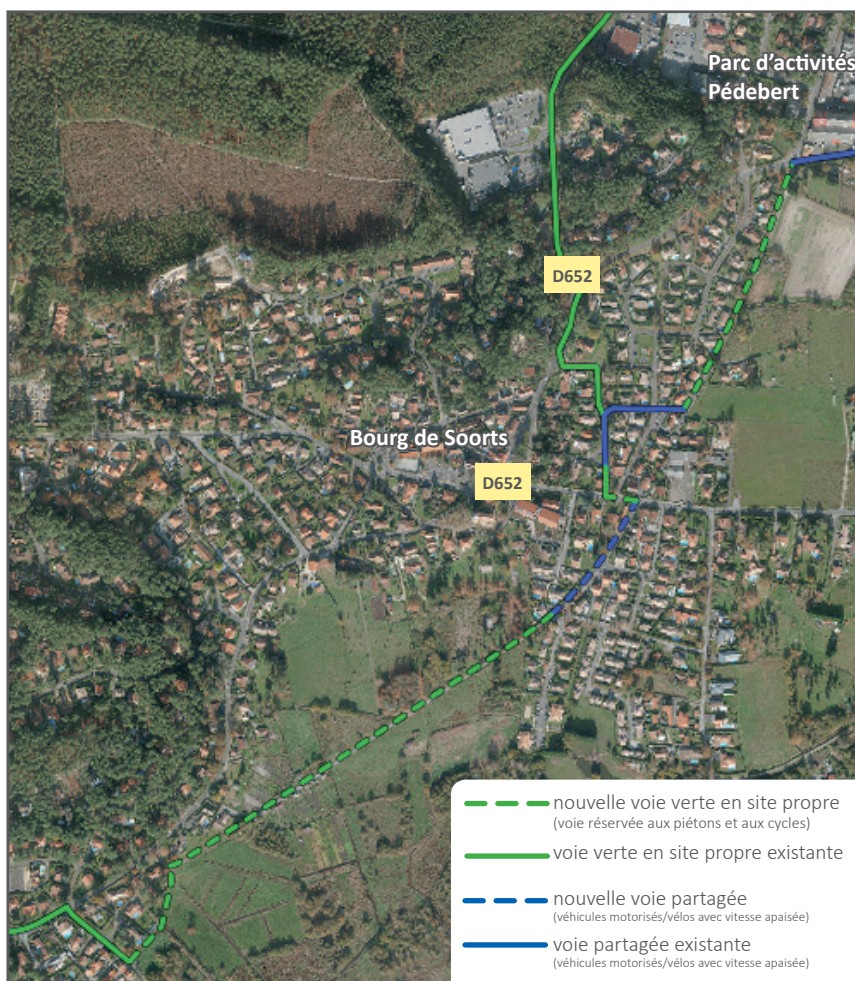 Parc d'activités
Pédebert
D652
Bourg de Soorts
D652
nouvelle voie verte en site propre
(voie réservée aux piétons et aux cycles)
voie verte en site propre existante
nouvelle voie partagée
(véhicules motorisés/vélos avec vitesse apaisée)
voie partagée existante
(véhicules motorisés/vélos avec vitesse apaisée)